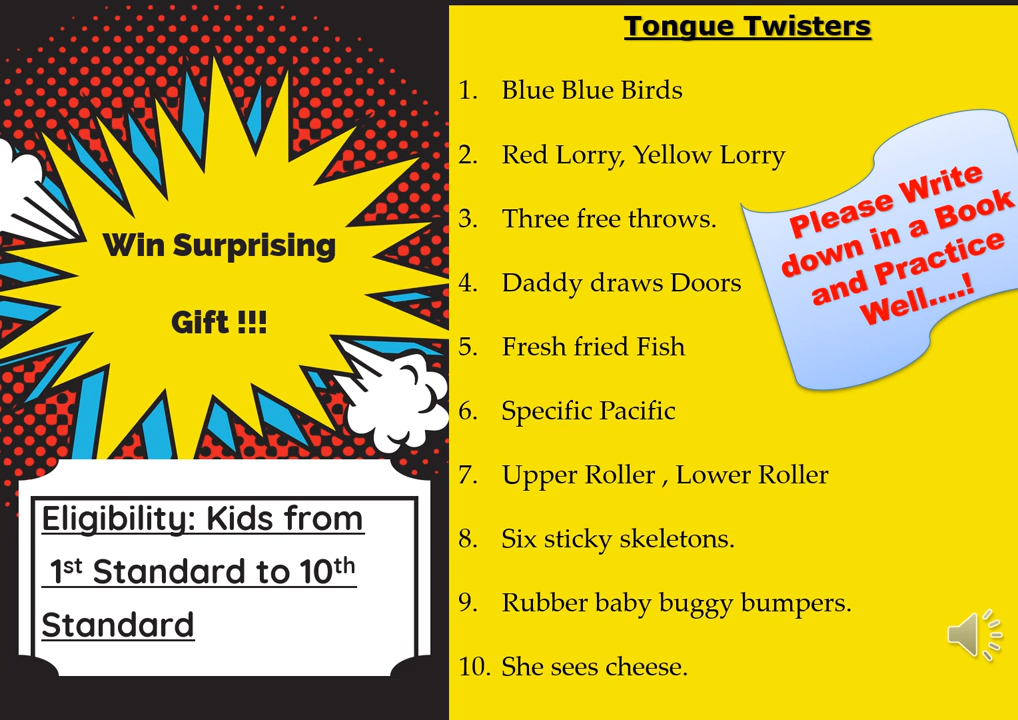 Win Surprising
Gift !!!
Eligibility: Kids from
1st Standard to 10th
Standard
Tongue Twisters
1. Blue Blue Birds
2. Red Lorry, Yellow Lorry
3. Three free throws.
4. Daddy draws Doors
5. Fresh fried Fish
6. Specific Pacific
7. Upper Roller , Lower Roller
8. Six sticky skeletons.
9. Rubber baby buggy bumpers.
10. She sees cheese.
Please Write
down in a Book
and Practice
Well....!